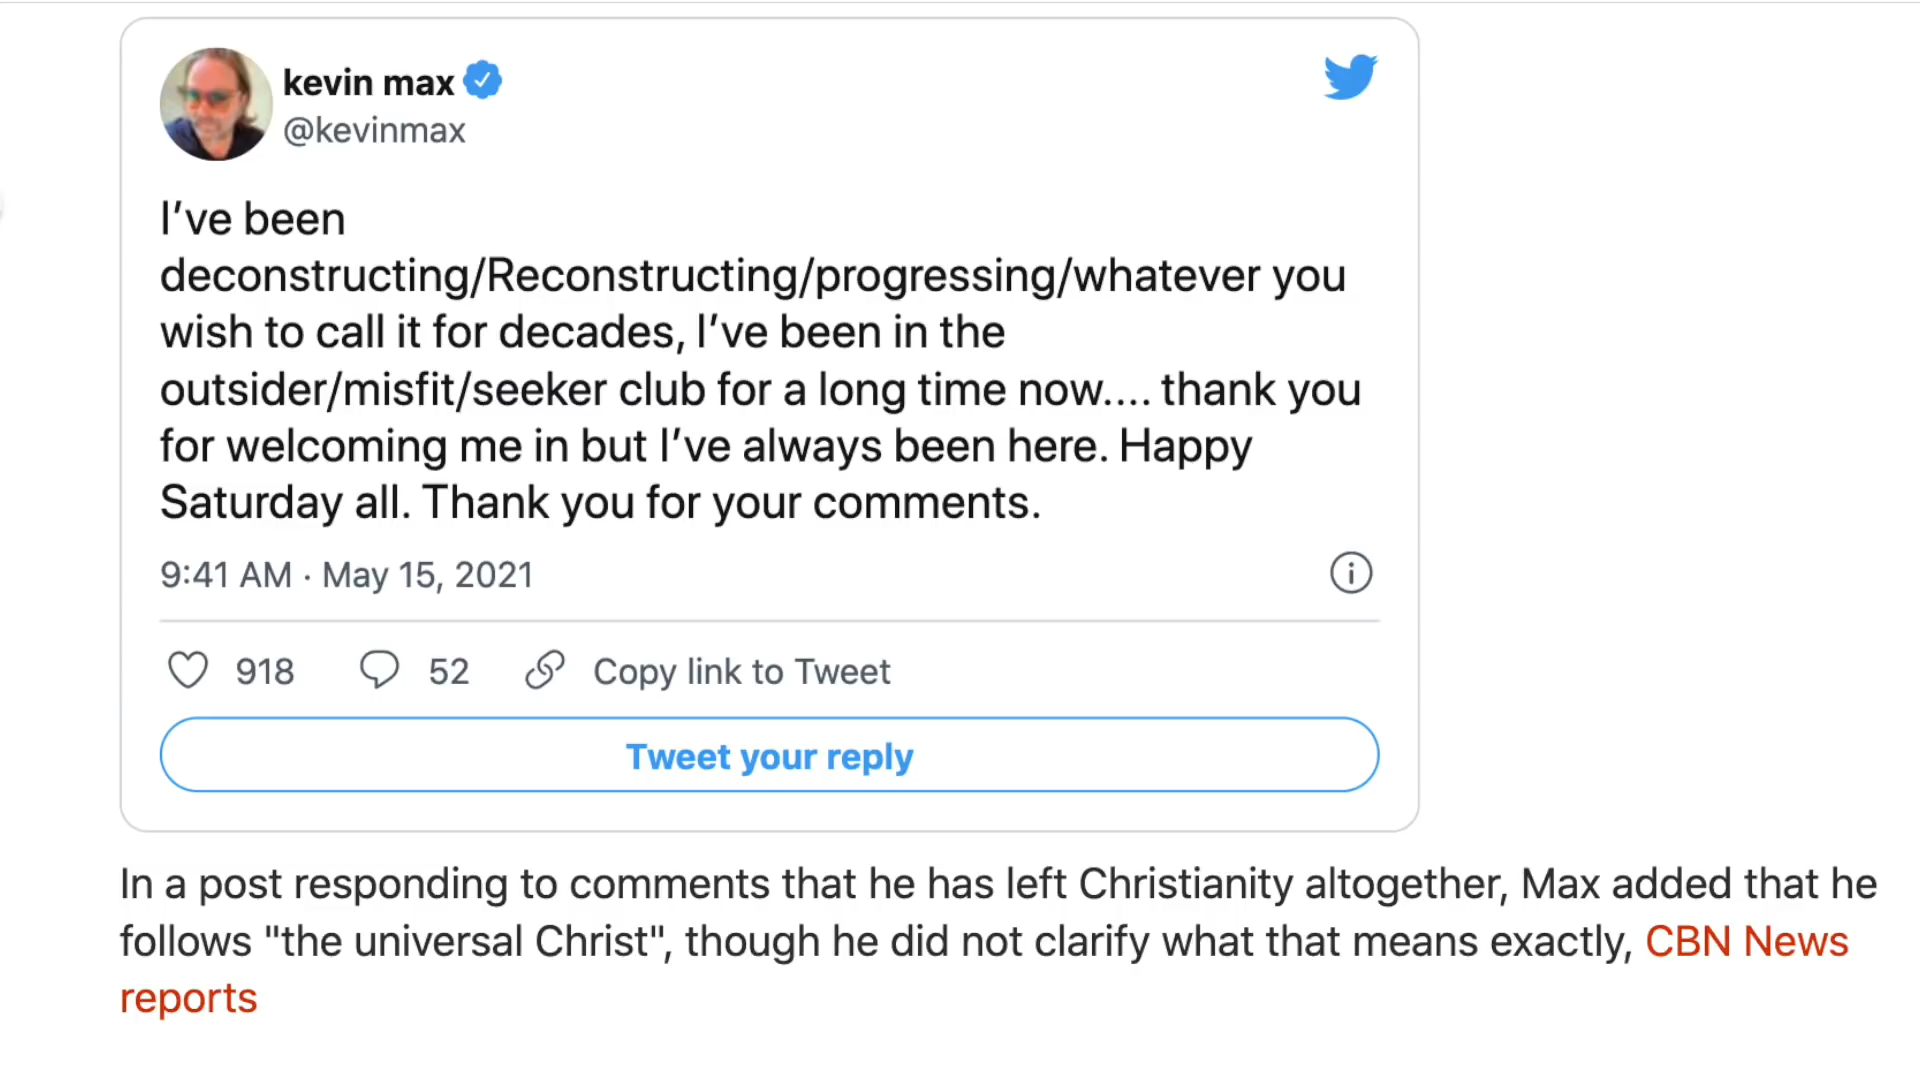 kevin max
@kevinmax
I’ve been
deconstructing/Reconstructing/progressing/whatever you
wish to call it for decades, I’ve been in the
outsider/misfit/seeker club for a long time now.... thank you
for welcoming me in but I’ve always been here. Happy
Saturday all. Thank you for your comments.
9:41 AM · May 15, 2021
918 52 Copy link to Tweet
Tweet your reply
In a post responding to comments that he has left Christianity altogether, Max added that he
follows "the universal Christ", though he did not clarify what that means exactly, CBN News
reports